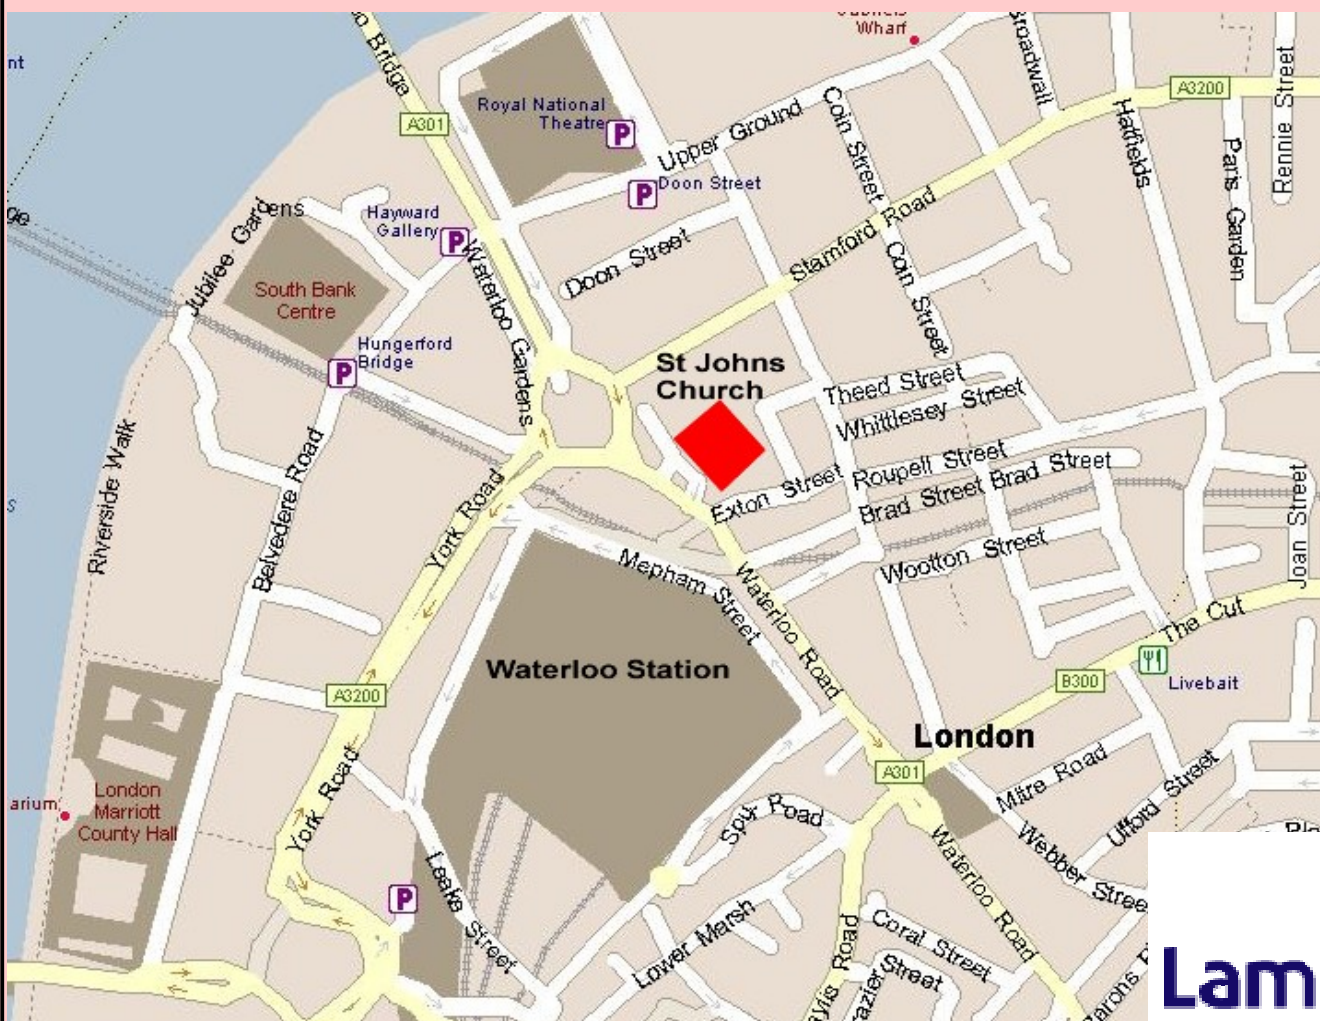 Wharf
Broadwall
A3200
Rennie Street
Bridge
Royal National
Theatre
P
A301
Upper Ground
Coin Street
Hatfields
Paris Garden
P
Doon Street
Jubilee Gardens
Hayward
Gallery
P
Waterloo Gardens
Doon Street
Stamford Road
Coin Street
South Bank
Centre
Hungerford
Bridge
P
St Johns
Church
Theed Street
Whittlesey Street
Roupell Street
Exton Street
Brad Street
Brad Street
Riverside Walk
Belvedere Road
York Road
Mepham Street
Waterloo Road
Wootton Street
Joan Street
The Cut
Waterloo Station
A3200
B300
Livebait
London
A301
London
Marriott
County Hall
York Road
Spur Road
Mitre Road
Ufford Street
Webber Stree
Waterloo Road
P
Leake Street
Lower Marsh
Coral Street
Street
Road
Lam